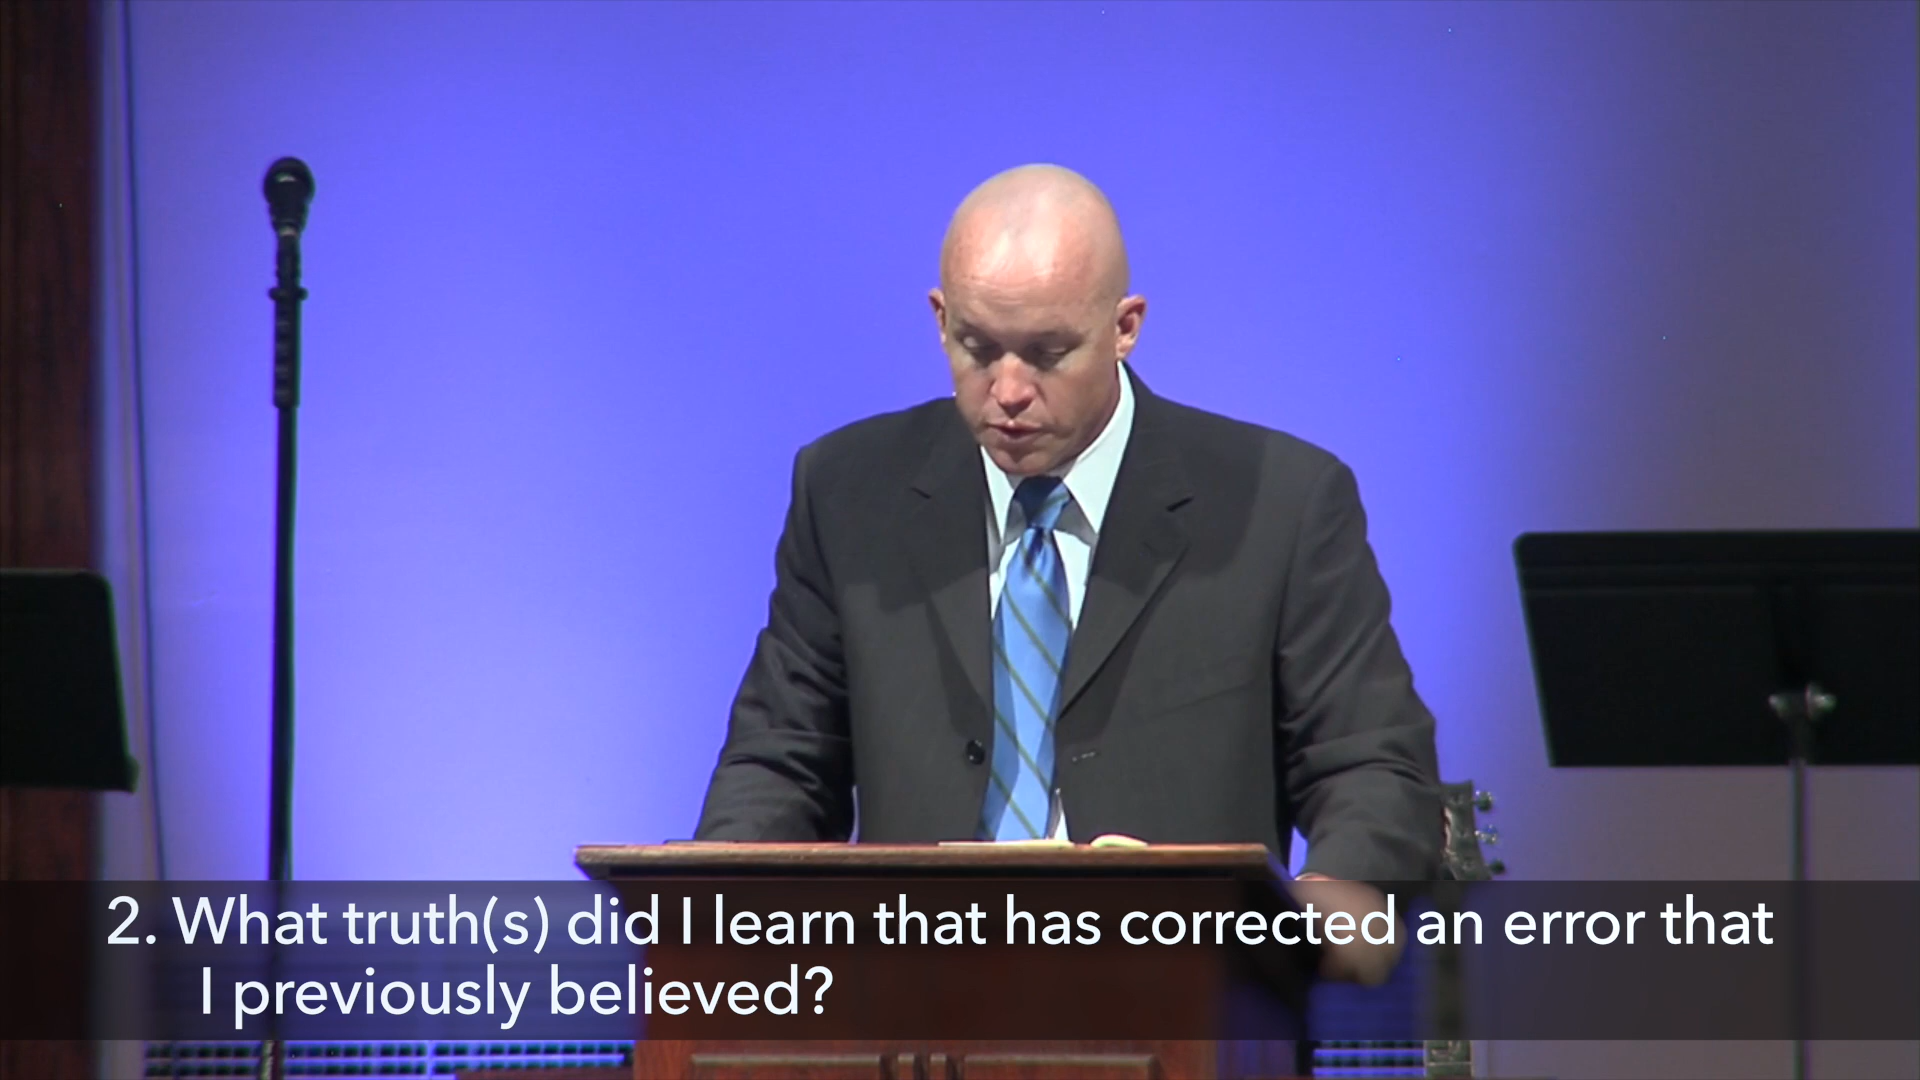 2. What truth(s) did I learn that has corrected an error that
I previously believed?